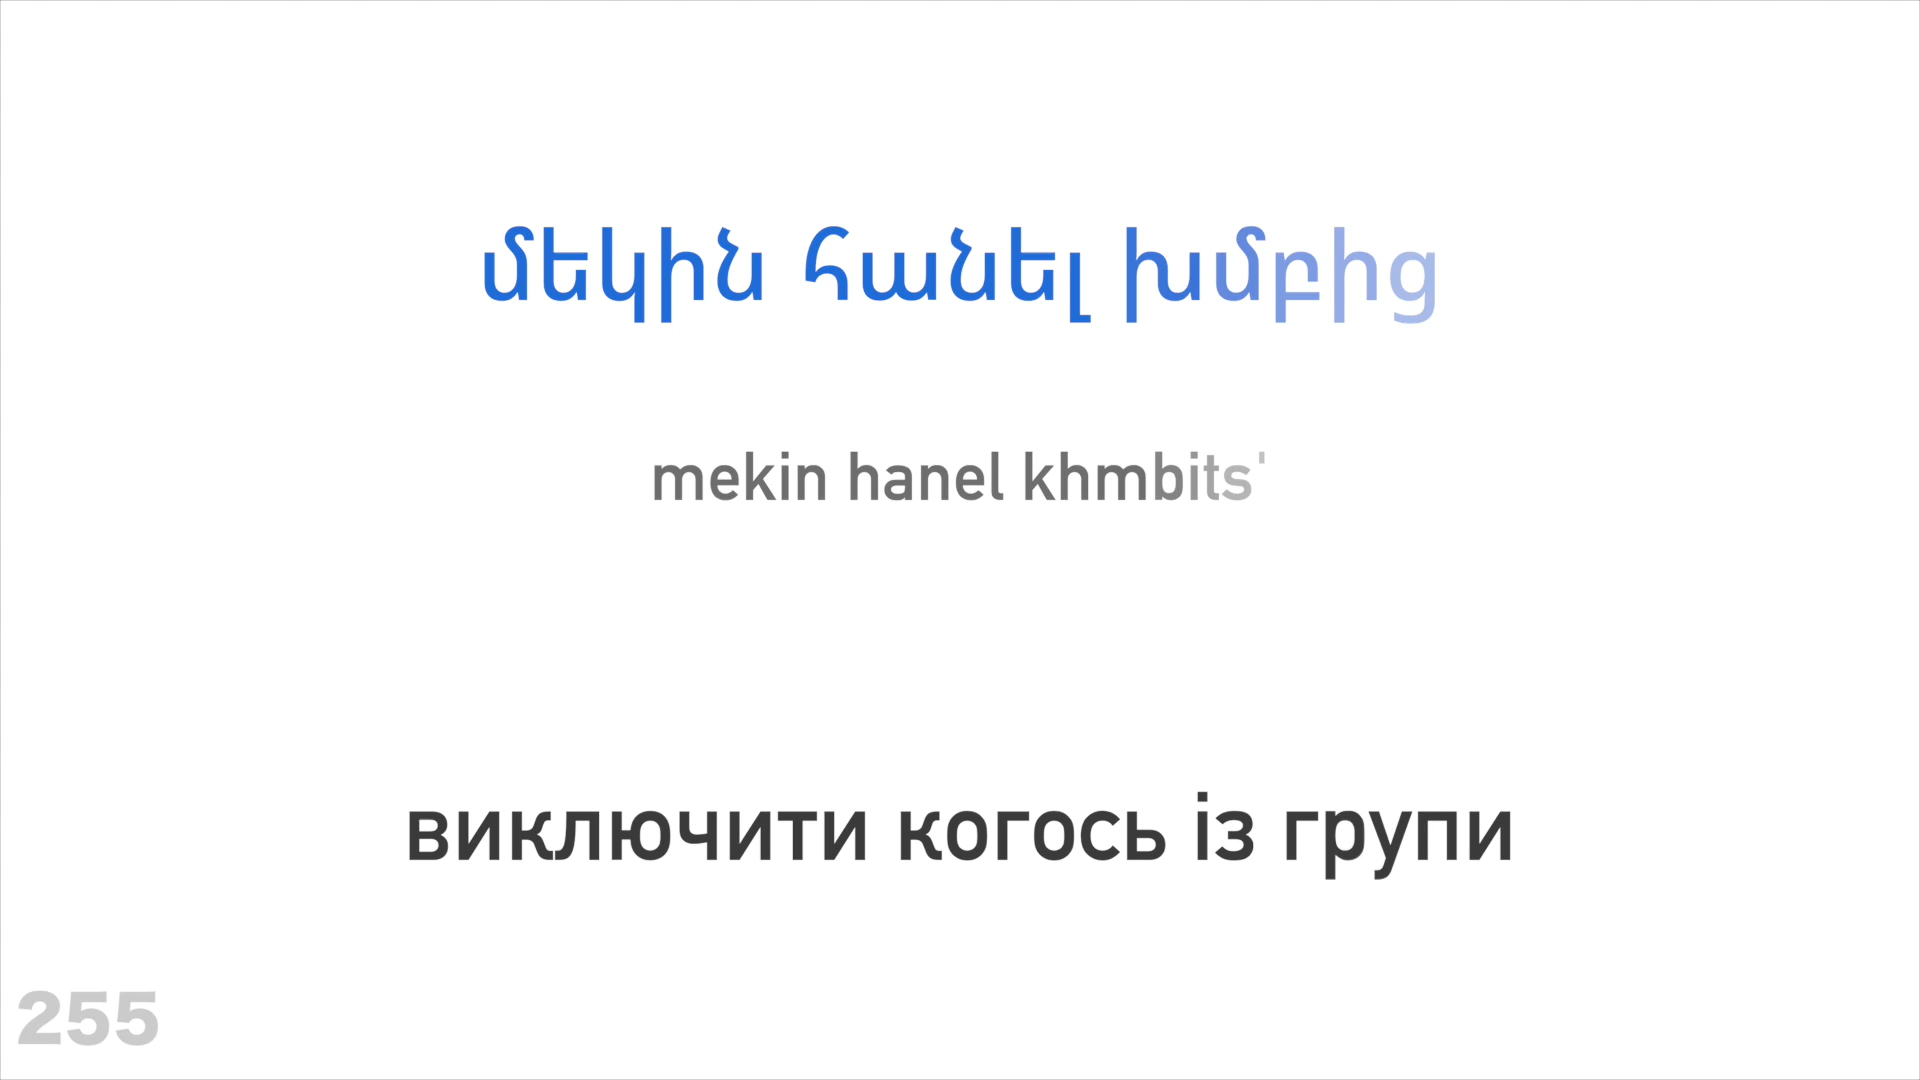 մեկին հանել խմբից
mekin hanel khmbits'
виключити когось із групи
255